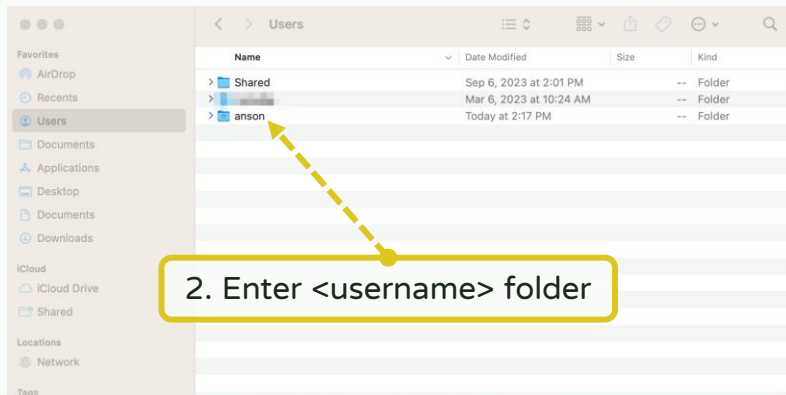 Users
Favorites
AirDrop
Recents
Users
Documents
Applications
Desktop
Documents
Downloads
iCloud
iCloud Drive
Shared
Locations
Network
Tags
Name Date Modified Size Kind
Shared Sep 6, 2023 at 2:01 PM -- Folder
Mar 6, 2023 at 10:24 AM -- Folder
anson Today at 2:17 PM -- Folder
2. Enter <username> folder